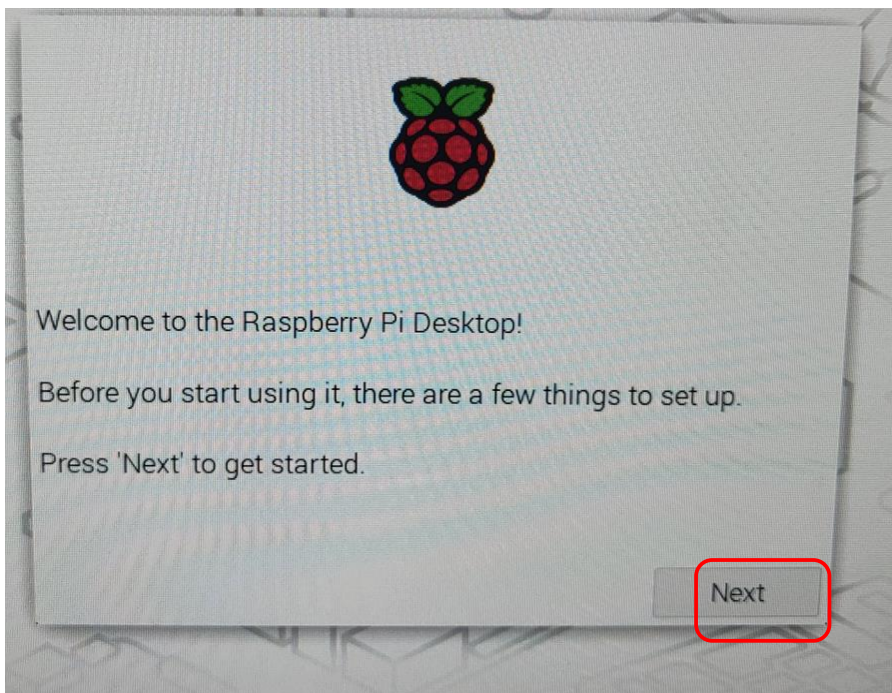 Welcome to the Raspberry Pi Desktop!
Before you start using it, there are a few things to set up.
Press 'Next' to get started.
Next